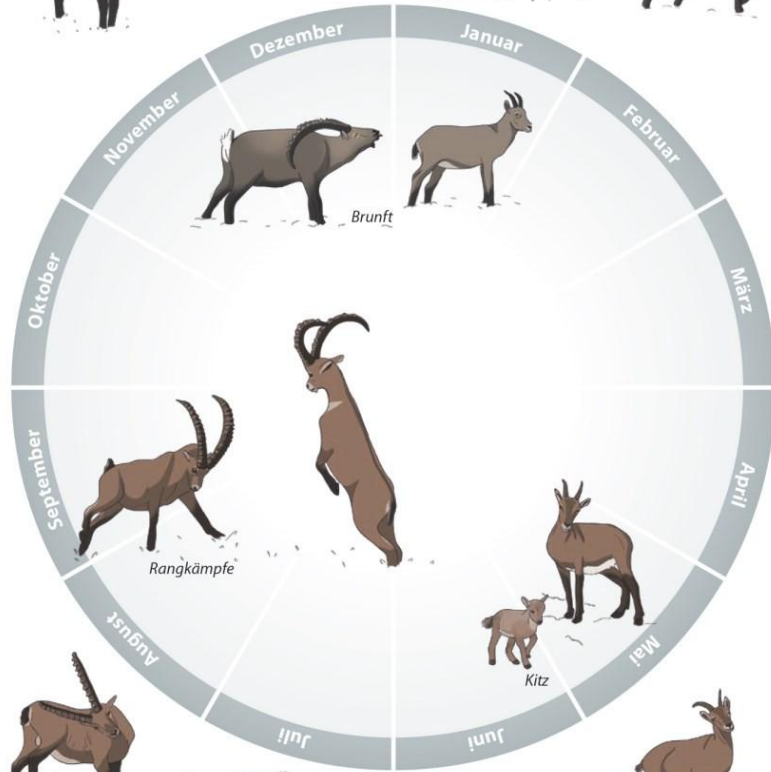 Dezember
Januar
November
Februar
Brunft
Oktober
März
September
April
Rangkämpfe
August
Mai
Kitz
Juli
Juni